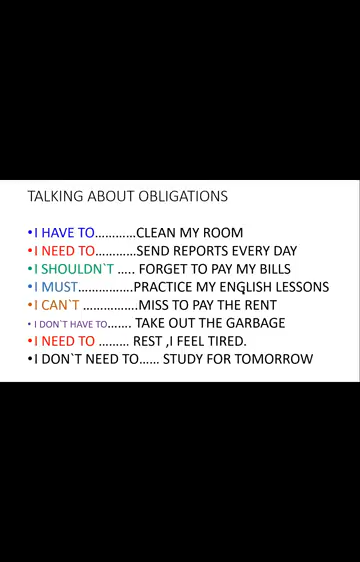 TALKING ABOUT OBLIGATIONS
•I HAVE TO…………CLEAN MY ROOM
•I NEED TO…………SEND REPORTS EVERY DAY
•I SHOULDN`T ….. FORGET TO PAY MY BILLS
•I MUST……………..PRACTICE MY ENGLISH LESSONS
•I CAN`T ……………..MISS TO PAY THE RENT
• I DON`T HAVE TO……. TAKE OUT THE GARBAGE
•I NEED TO ……… REST ,I FEEL TIRED.
•I DON`T NEED TO…… STUDY FOR TOMORROW